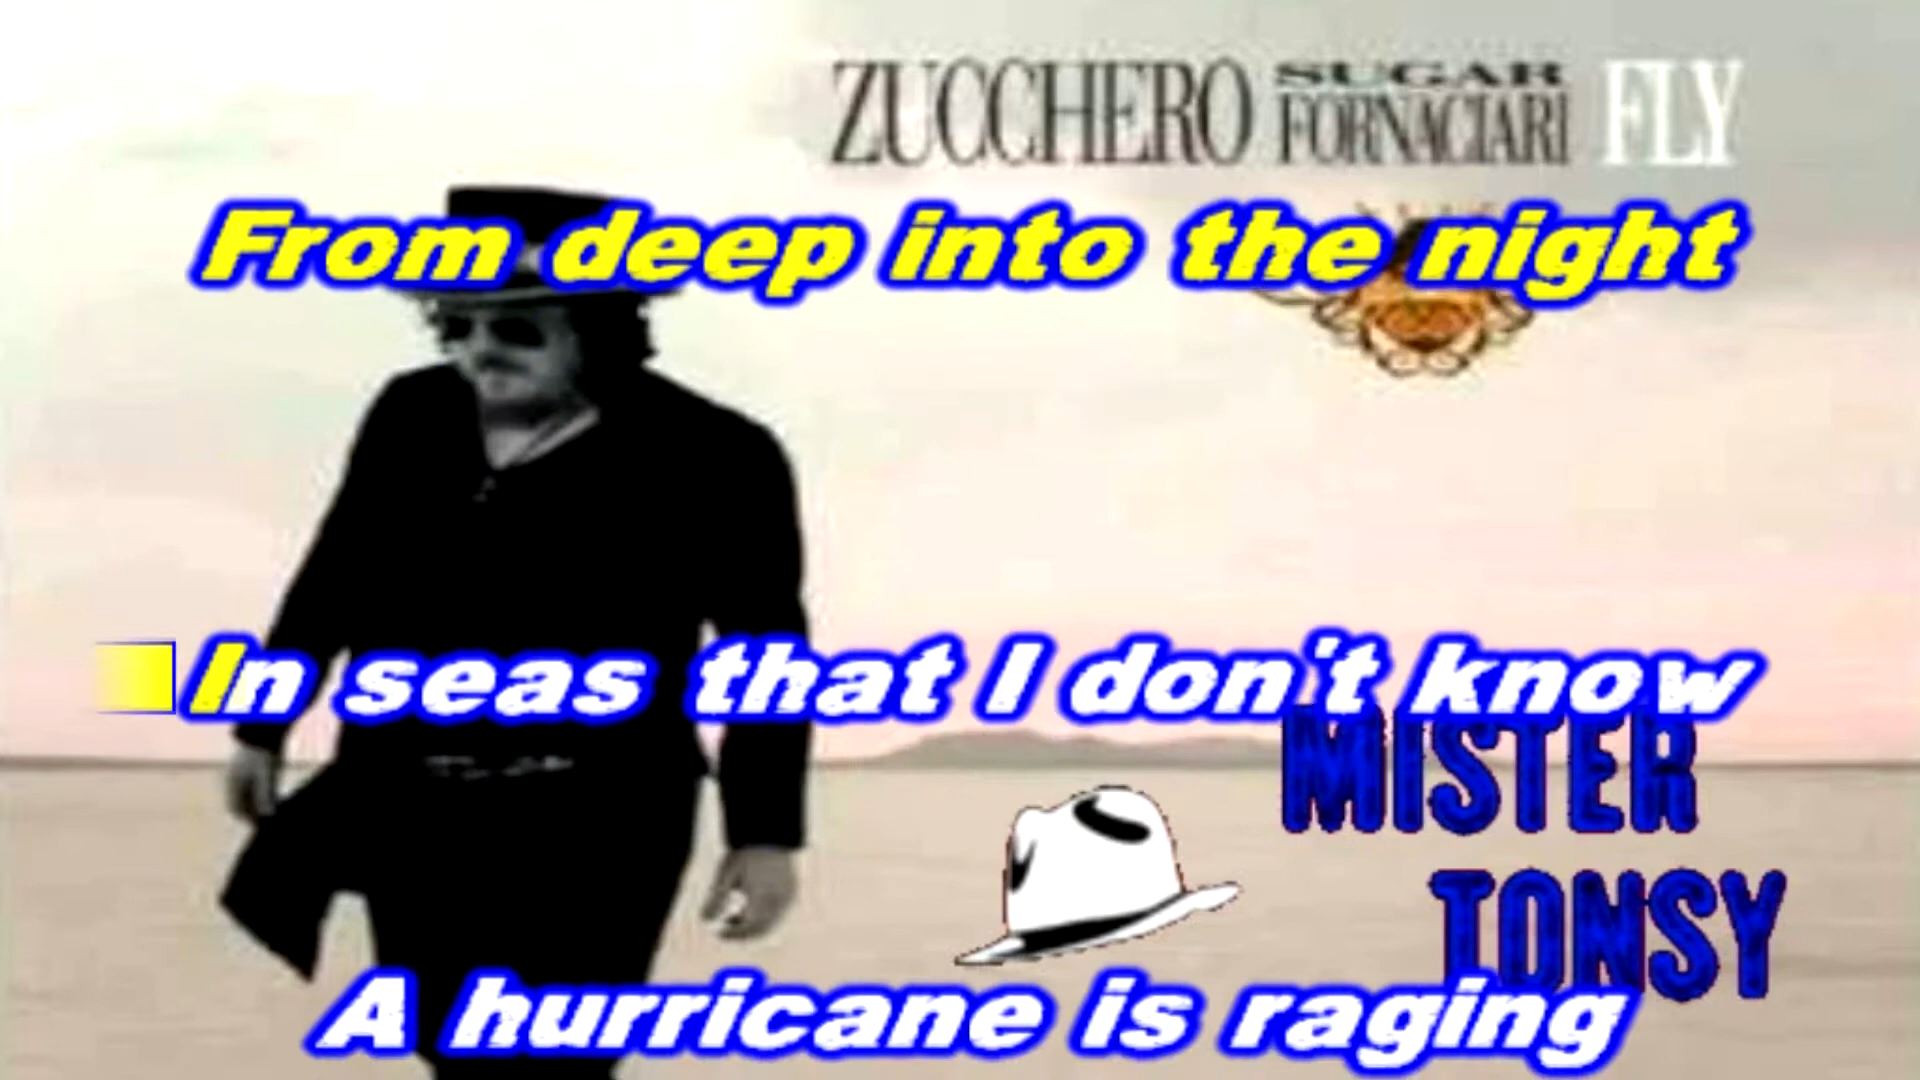 ZUCCHERO SUGAR FORNACIARI FLY
From deep into the night
In seas that I don't know
MISTER
TONSY
A hurricane is raging